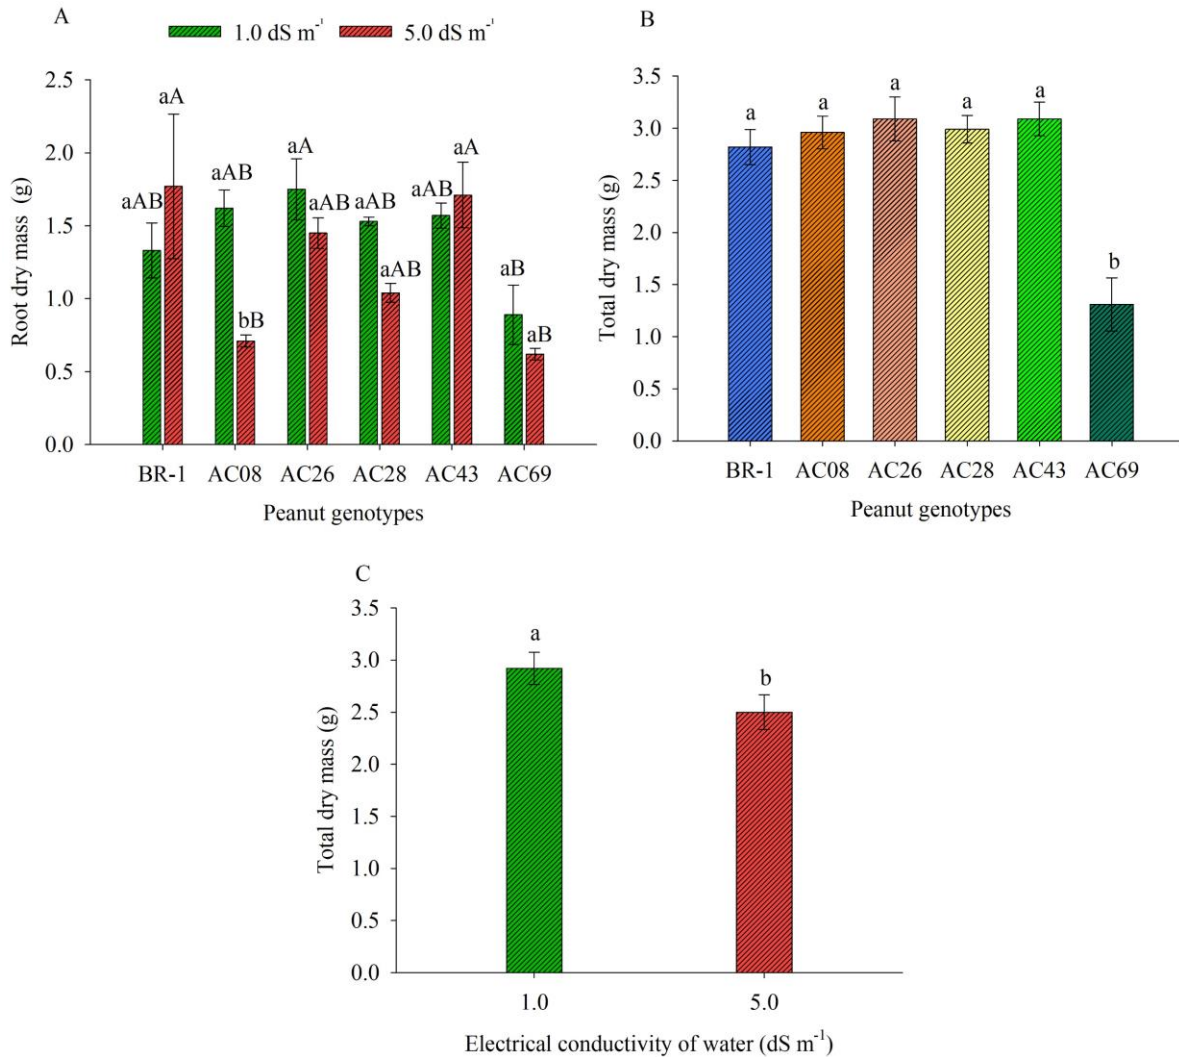 A
1.0 dS m⁻¹ 5.0 dS m⁻¹
2.5
2.0
1.5
1.0
0.5
0.0
Root dry mass (g)
aAB aA
aAB bB
aA aAB
aAB aAB
aAB aA
aB aB
BR-1 AC08 AC26 AC28 AC43 AC69
Peanut genotypes
B
3.5
3.0
2.5
2.0
1.5
1.0
0.5
0.0
Total dry mass (g)
a a a a a b
BR-1 AC08 AC26 AC28 AC43 AC69
Peanut genotypes
C
3.5
3.0
2.5
2.0
1.5
1.0
0.5
0.0
Total dry mass (g)
a b
1.0 5.0
Electrical conductivity of water (dS m⁻¹)